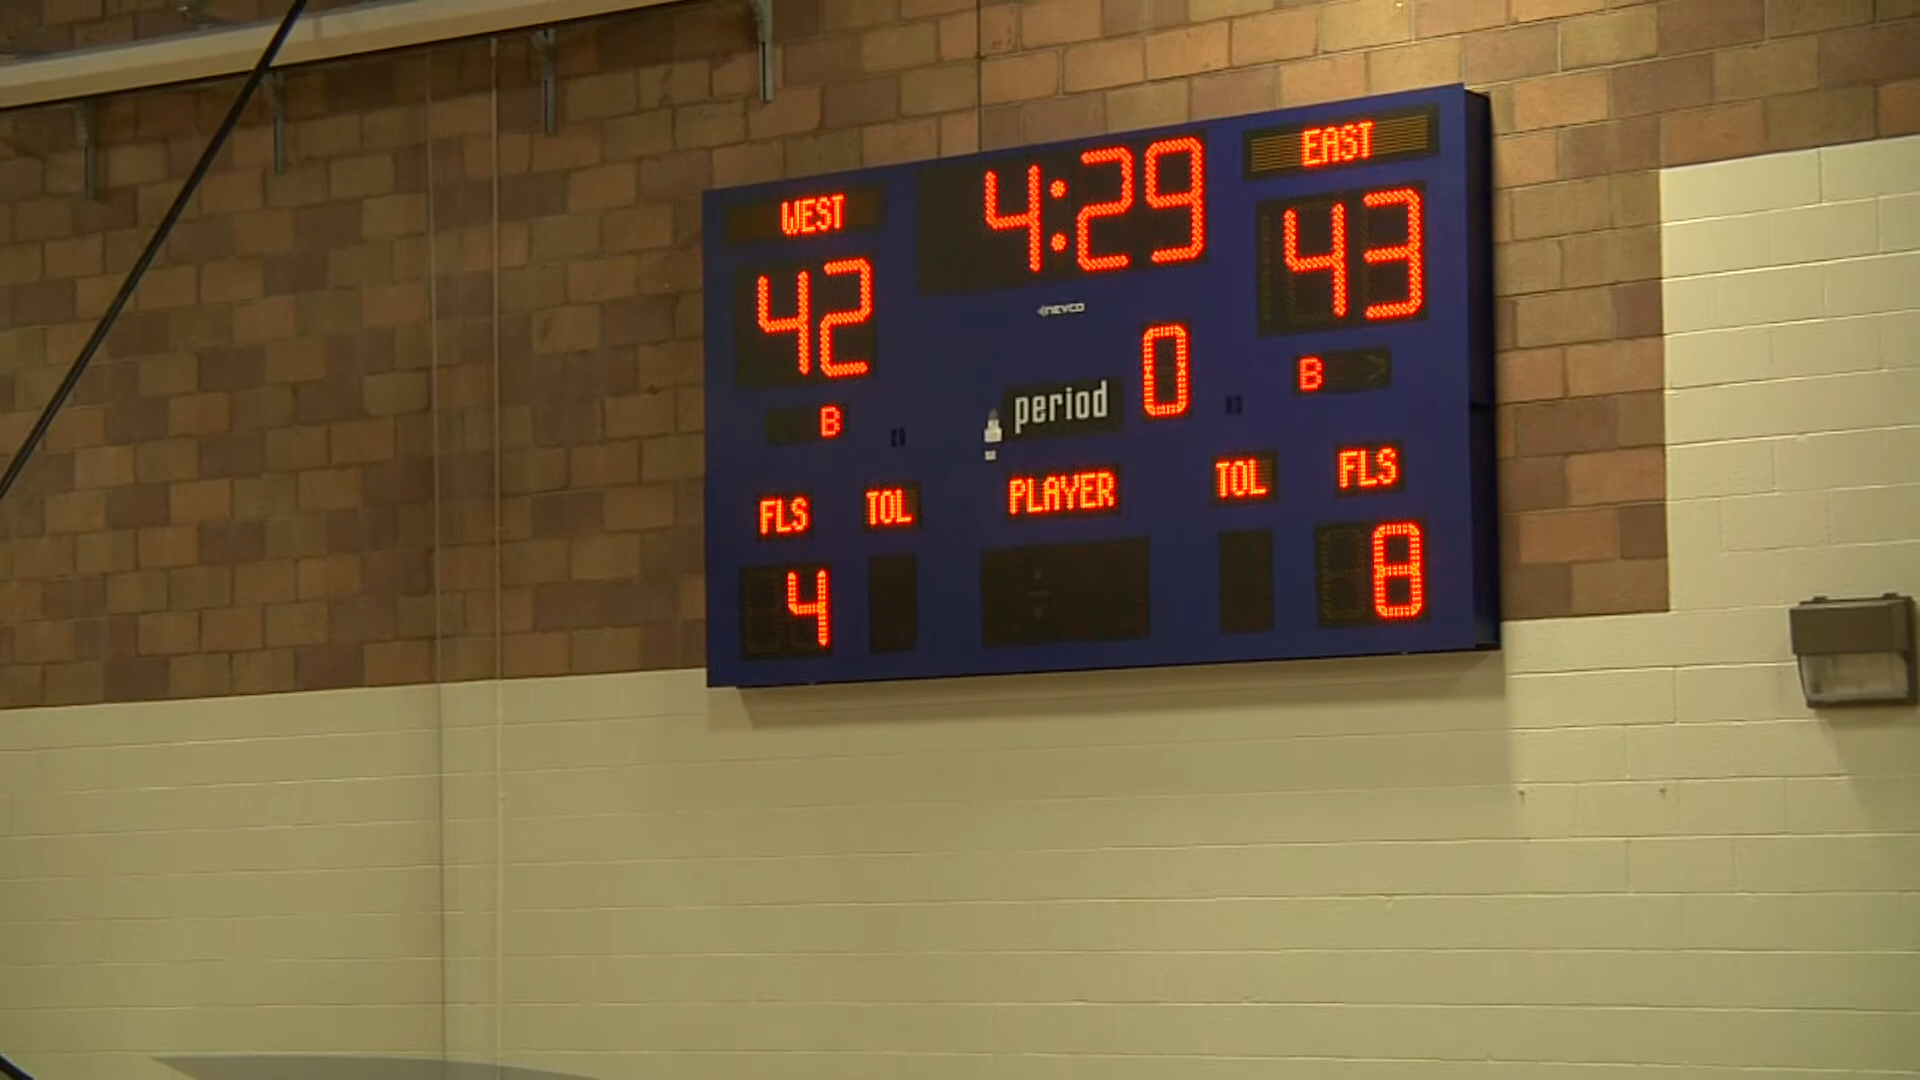 WEST 4:29 EAST
42 43
NEVCO
B period 0 B
FLS TOL PLAYER TOL FLS
4 8